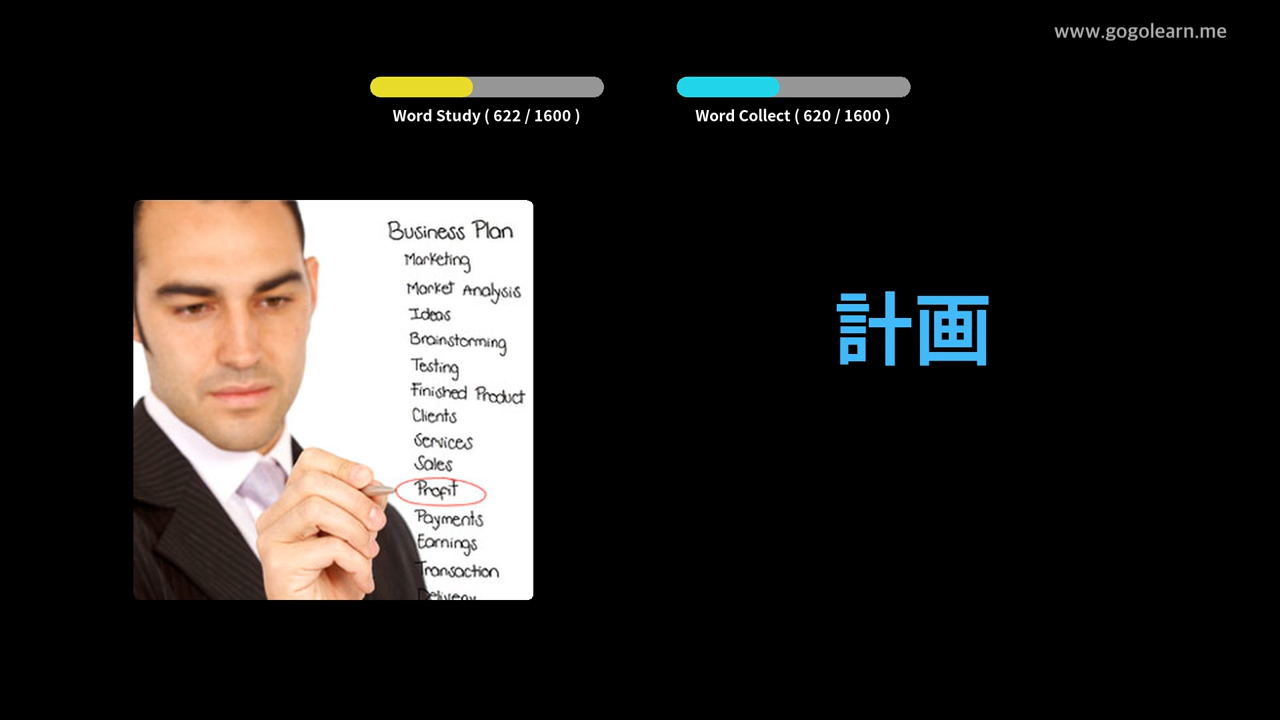 www.gogolearn.me
Word Study ( 622 / 1600 )
Word Collect ( 620 / 1600 )
Business Plan
Marketing
Market Analysis
Ideas
Brainstorming
Testing
Finished Product
Clients
Services
Sales
Profit
Payments
Earnings
Transaction
Delivery
計画